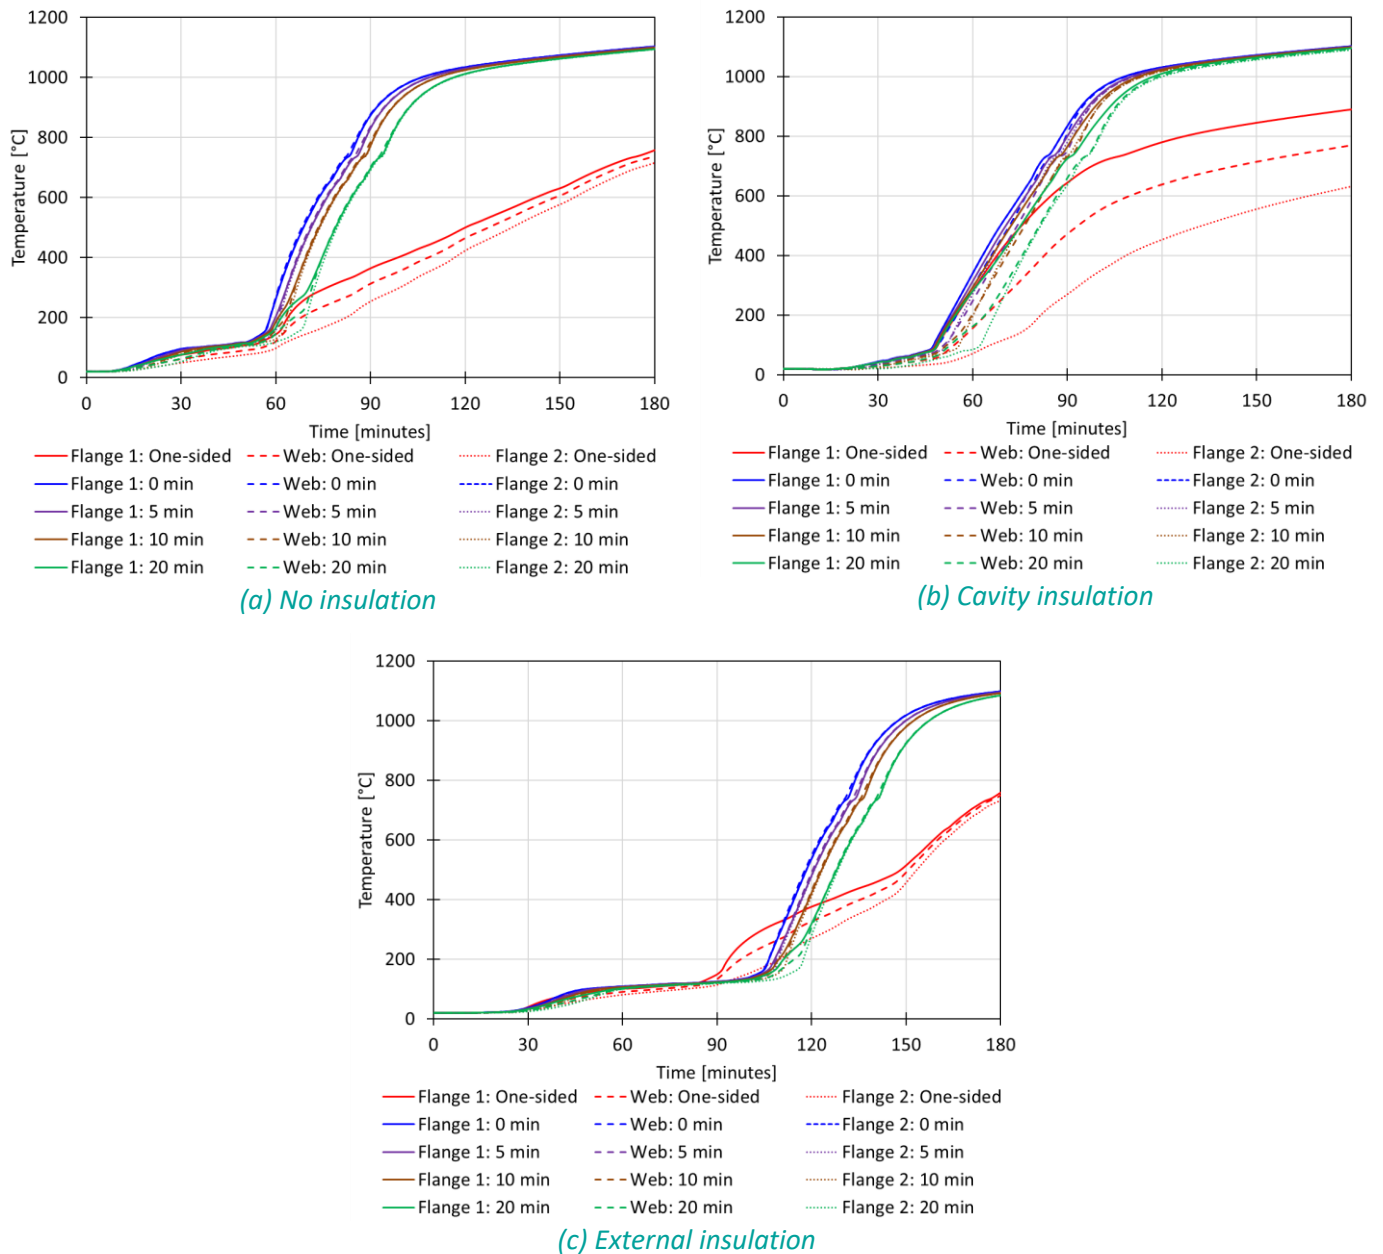 1200
1000
800
600
400
200
0
Temperature [°C]
0 30 60 90 120 150 180
Time [minutes]
Flange 1: One-sided Web: One-sided Flange 2: One-sided
Flange 1: 0 min Web: 0 min Flange 2: 0 min
Flange 1: 5 min Web: 5 min Flange 2: 5 min
Flange 1: 10 min Web: 10 min Flange 2: 10 min
Flange 1: 20 min Web: 20 min Flange 2: 20 min
(a) No insulation
1200
1000
800
600
400
200
0
Temperature [°C]
0 30 60 90 120 150 180
Time [minutes]
Flange 1: One-sided Web: One-sided Flange 2: One-sided
Flange 1: 0 min Web: 0 min Flange 2: 0 min
Flange 1: 5 min Web: 5 min Flange 2: 5 min
Flange 1: 10 min Web: 10 min Flange 2: 10 min
Flange 1: 20 min Web: 20 min Flange 2: 20 min
(b) Cavity insulation
1200
1000
800
600
400
200
0
Temperature [°C]
0 30 60 90 120 150 180
Time [minutes]
Flange 1: One-sided Web: One-sided Flange 2: One-sided
Flange 1: 0 min Web: 0 min Flange 2: 0 min
Flange 1: 5 min Web: 5 min Flange 2: 5 min
Flange 1: 10 min Web: 10 min Flange 2: 10 min
Flange 1: 20 min Web: 20 min Flange 2: 20 min
(c) External insulation